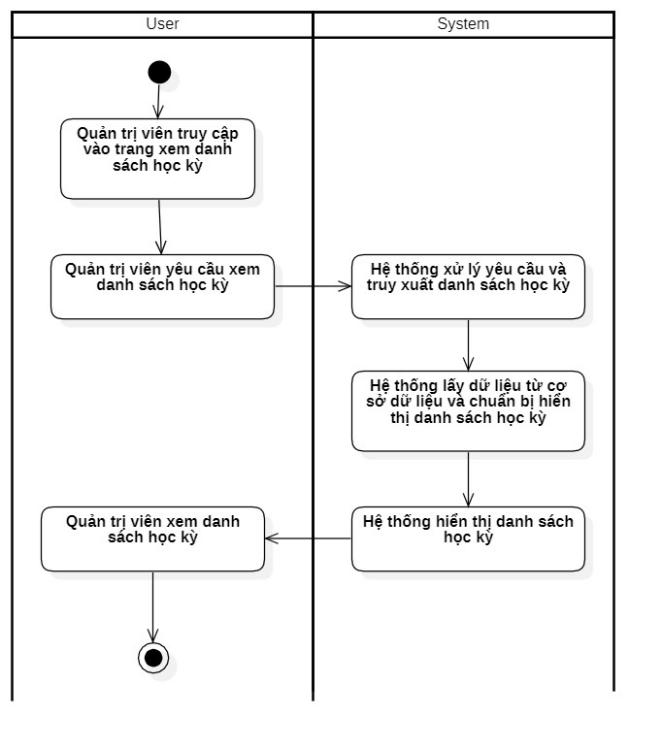 User
System
Quản trị viên truy cập
vào trang xem danh
sách học kỳ
Quản trị viên yêu cầu xem
danh sách học kỳ
Hệ thống xử lý yêu cầu và
truy xuất danh sách học kỳ
Hệ thống lấy dữ liệu từ cơ
sở dữ liệu và chuẩn bị hiển
thị danh sách học kỳ
Hệ thống hiển thị danh sách
học kỳ
Quản trị viên xem danh
sách học kỳ